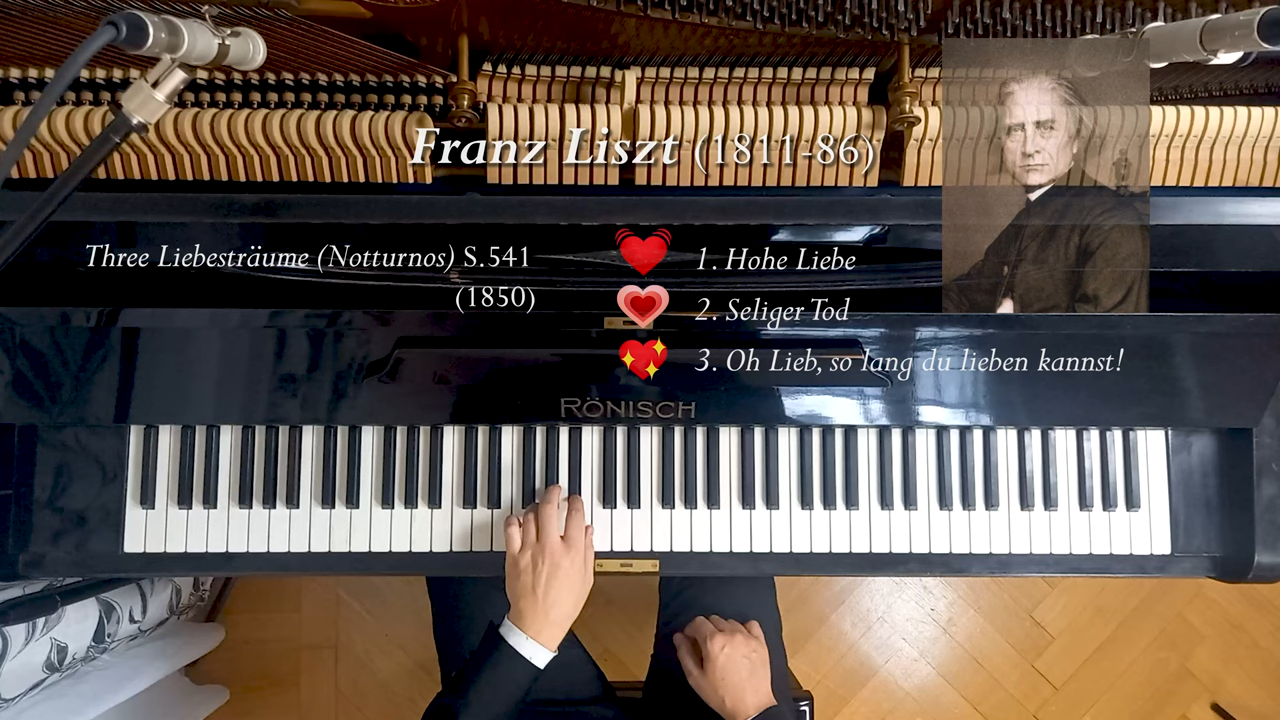 Franz Liszt (1811-86)
Three Liebesträume (Notturnos) S.541
(1850)
1. Hohe Liebe
2. Seliger Tod
3. Oh Lieb, so lang du lieben kannst!
RÖNISCH